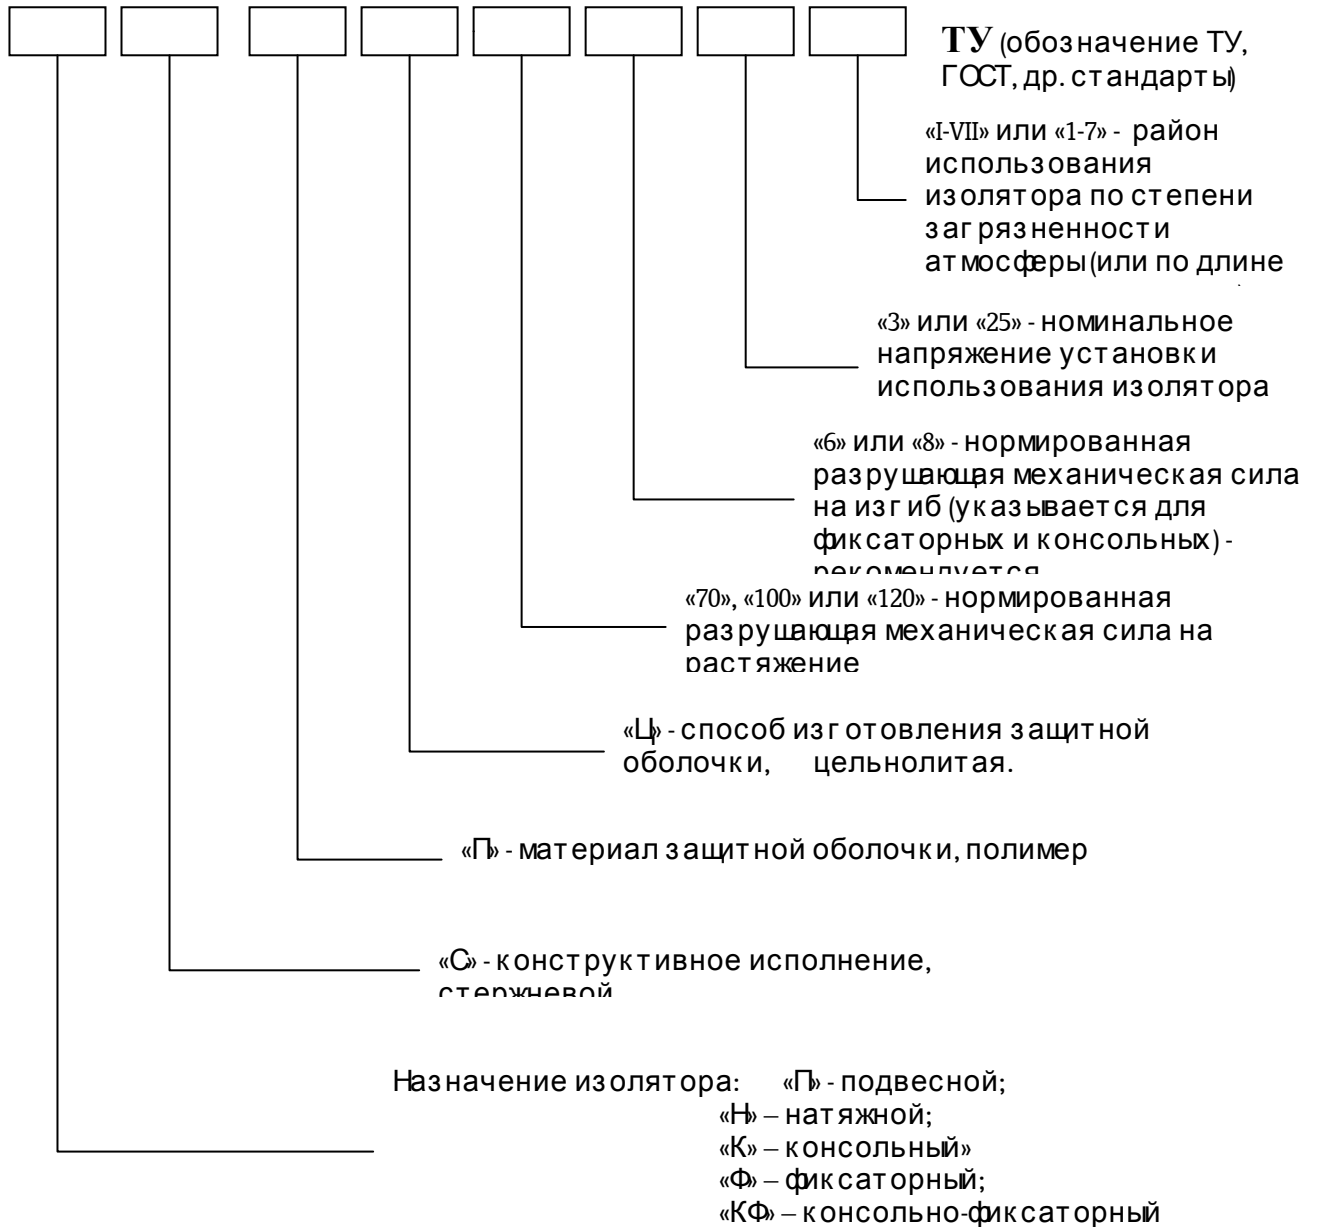 ТУ (обозначение ТУ,
ГОСТ, др. стандарты)
«I-VII» или «1-7» - район
использования
изолятора по степени
загрязненности
атмосферы (или по длине
«3» или «25» - номинальное
напряжение установки
использования изолятора
«6» или «8» - нормированная
разрушающая механическая сила
на изгиб (указывается для
фиксаторных и консольных) -
рекомендуется
«70», «100» или «120» - нормированная
разрушающая механическая сила на
растяжение
«Ц» - способ изготовления защитной
оболочки, цельнолитая.
«П» - материал защитной оболочки, полимер
«С» - конструктивное исполнение,
стержневой
Назначение изолятора: «П» - подвесной;
«Н» – натяжной;
«К» – консольный»
«Ф» – фиксаторный;
«КФ» – консольно-фиксаторный